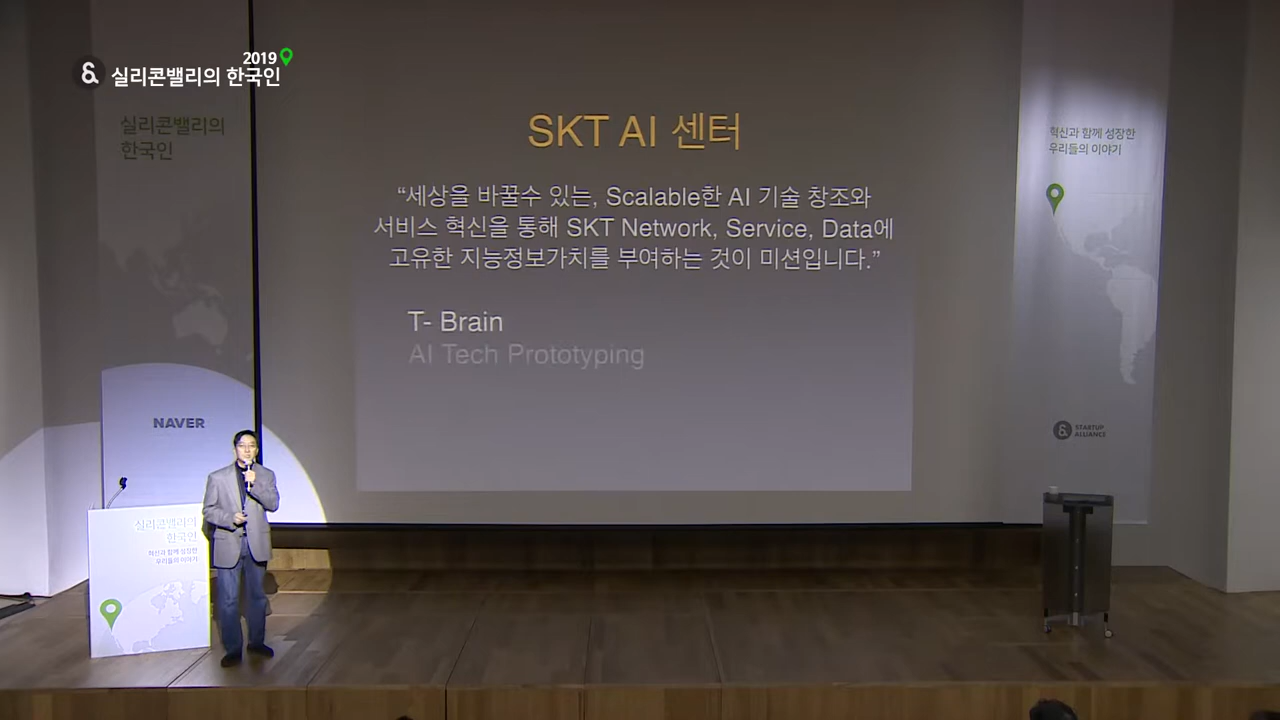 2019
& 실리콘밸리의 한국인
실리콘밸리의
한국인
SKT AI 센터
“세상을 바꿀수 있는, Scalable한 AI 기술 창조와
서비스 혁신을 통해 SKT Network, Service, Data에
고유한 지능정보가치를 부여하는 것이 미션입니다.”
T- Brain
AI Tech Prototyping
혁신과 함께 성장한
우리들의 이야기
& STARTUP
ALLIANCE
NAVER
실리콘밸리의
한국인
혁신과 함께 성장한
우리들의 이야기